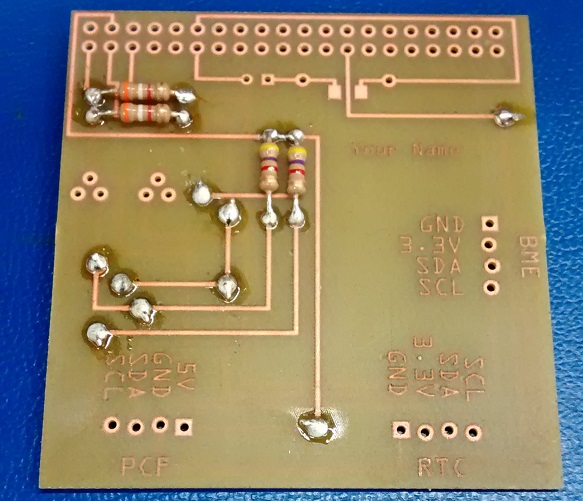 Your Name
GND
3.3V
SDA
SCL
BME
SCL
SDA
GND
5V
PCF
GND
3.3V
SDA
SCL
RTC